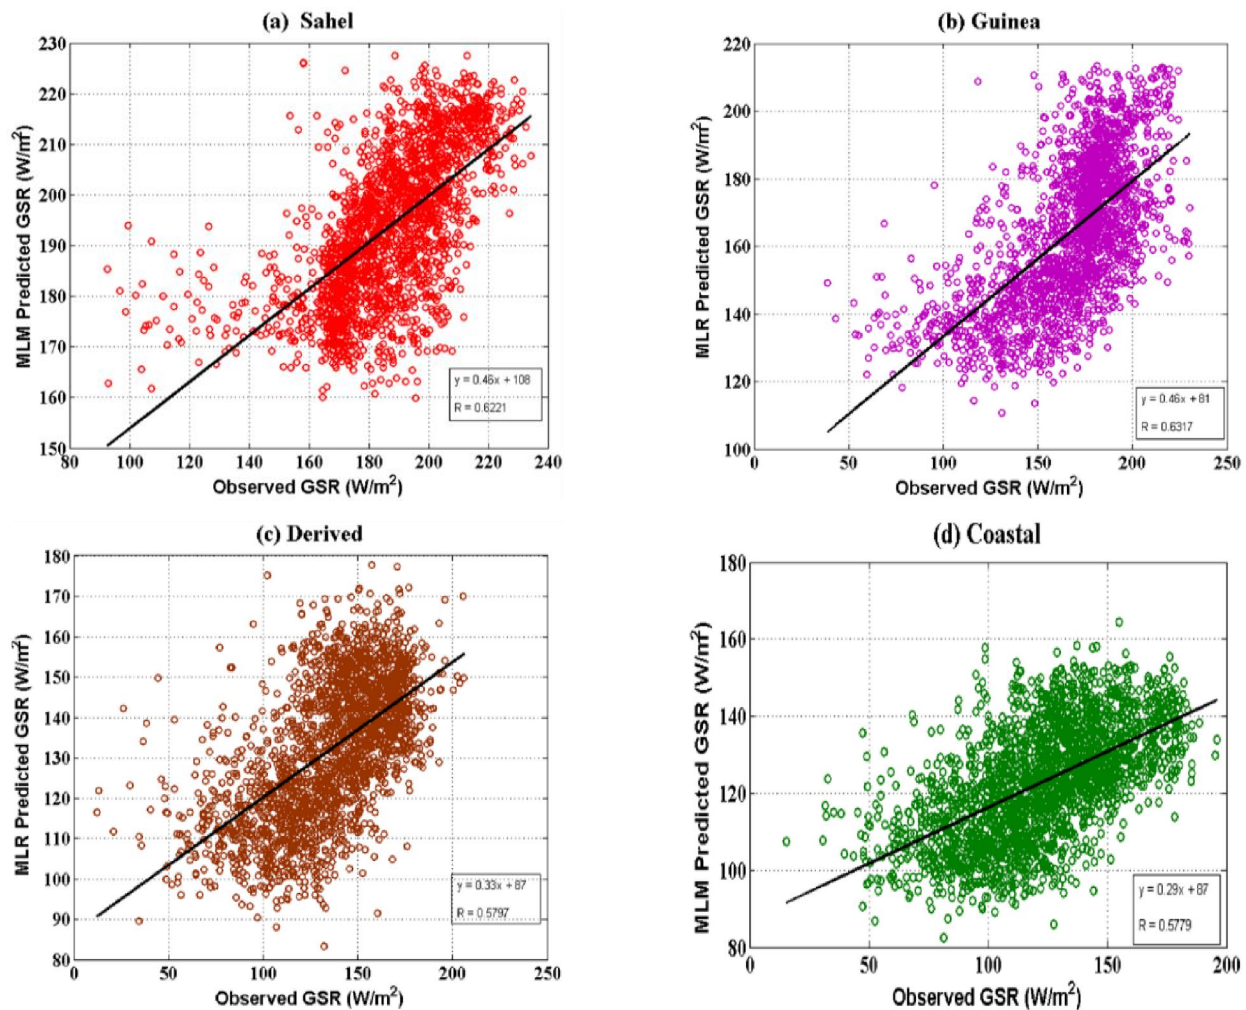 (a) Sahel
230
220
210
200
190
180
170
160
150
80 100 120 140 160 180 200 220 240
MLM Predicted GSR (W/m²)
Observed GSR (W/m²)
y = 0.46x + 108
R = 0.6221
(b) Guinea
220
200
180
160
140
120
100
0 50 100 150 200 250
MLR Predicted GSR (W/m²)
Observed GSR (W/m²)
y = 0.46x + 81
R = 0.6317
(c) Derived
180
170
160
150
140
130
120
110
100
90
80
0 50 100 150 200 250
MLR Predicted GSR (W/m²)
Observed GSR (W/m²)
y = 0.33x + 87
R = 0.5797
(d) Coastal
180
160
140
120
100
80
0 50 100 150 200
MLM Predicted GSR (W/m²)
Observed GSR (W/m²)
y = 0.29x + 87
R = 0.5779